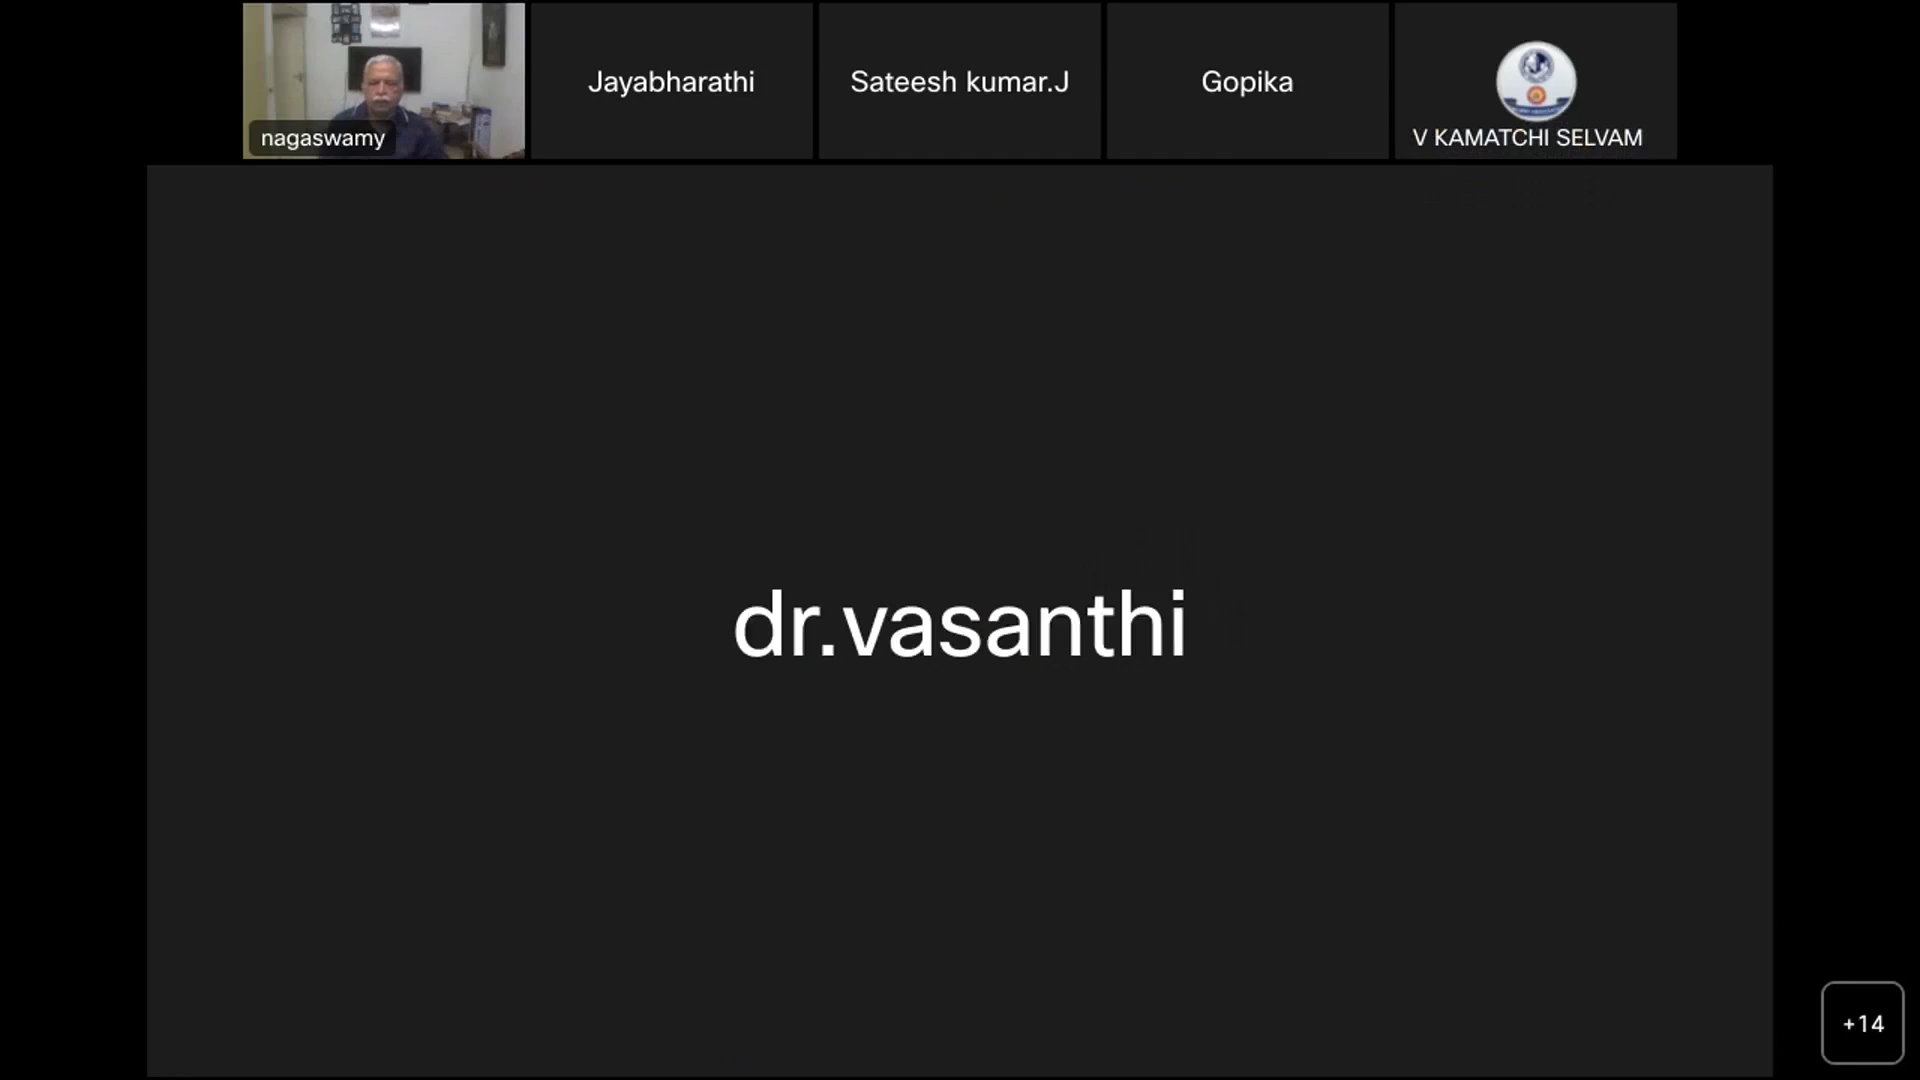 nagaswamy
Jayabharathi
Sateesh kumar.J
Gopika
V KAMATCHI SELVAM
dr.vasanthi
+14